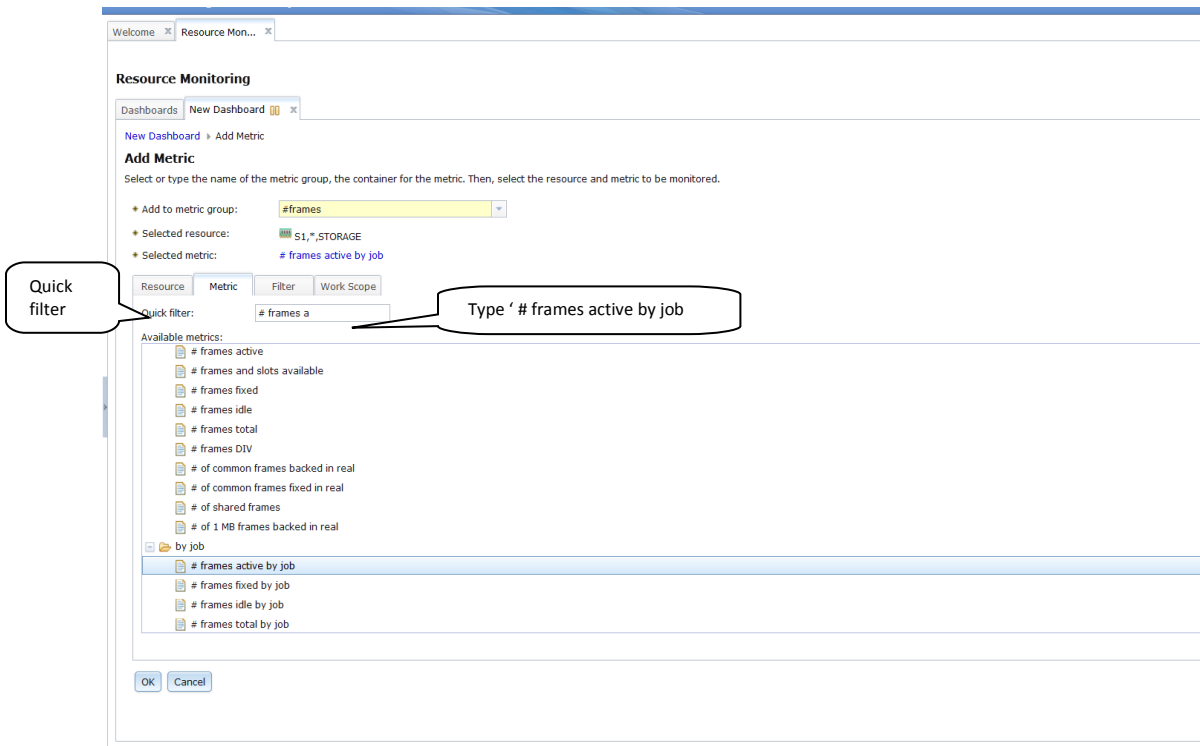 Welcome
Resource Mon...
Resource Monitoring
Dashboards
New Dashboard
New Dashboard Add Metric
Add Metric
Select or type the name of the metric group, the container for the metric. Then, select the resource and metric to be monitored.
Add to metric group: #frames
Selected resource: S1,*,STORAGE
Selected metric: # frames active by job
Resource Metric Filter Work Scope
Quick
filter
Quick filter: # frames a
Type ‘ # frames active by job
Available metrics:
# frames active
# frames and slots available
# frames fixed
# frames idle
# frames total
# frames DIV
# of common frames backed in real
# of common frames fixed in real
# of shared frames
# of 1 MB frames backed in real
by job
# frames active by job
# frames fixed by job
# frames idle by job
# frames total by job
OK Cancel